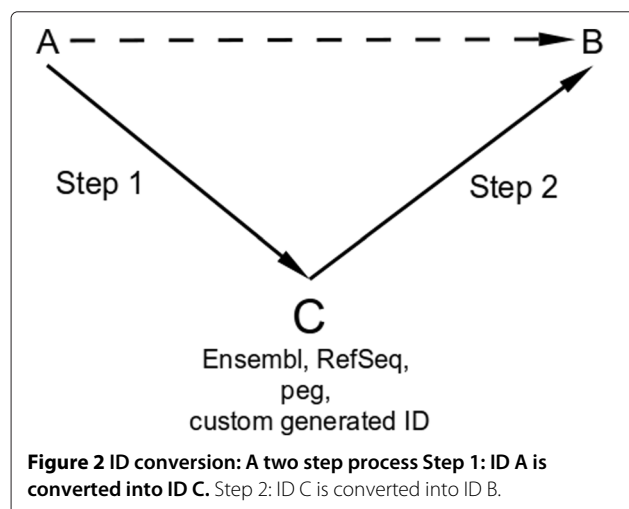 A
B
Step 1
Step 2
C
Ensembl, RefSeq,
peg,
custom generated ID
Figure 2 ID conversion: A two step process Step 1: ID A is
converted into ID C. Step 2: ID C is converted into ID B.